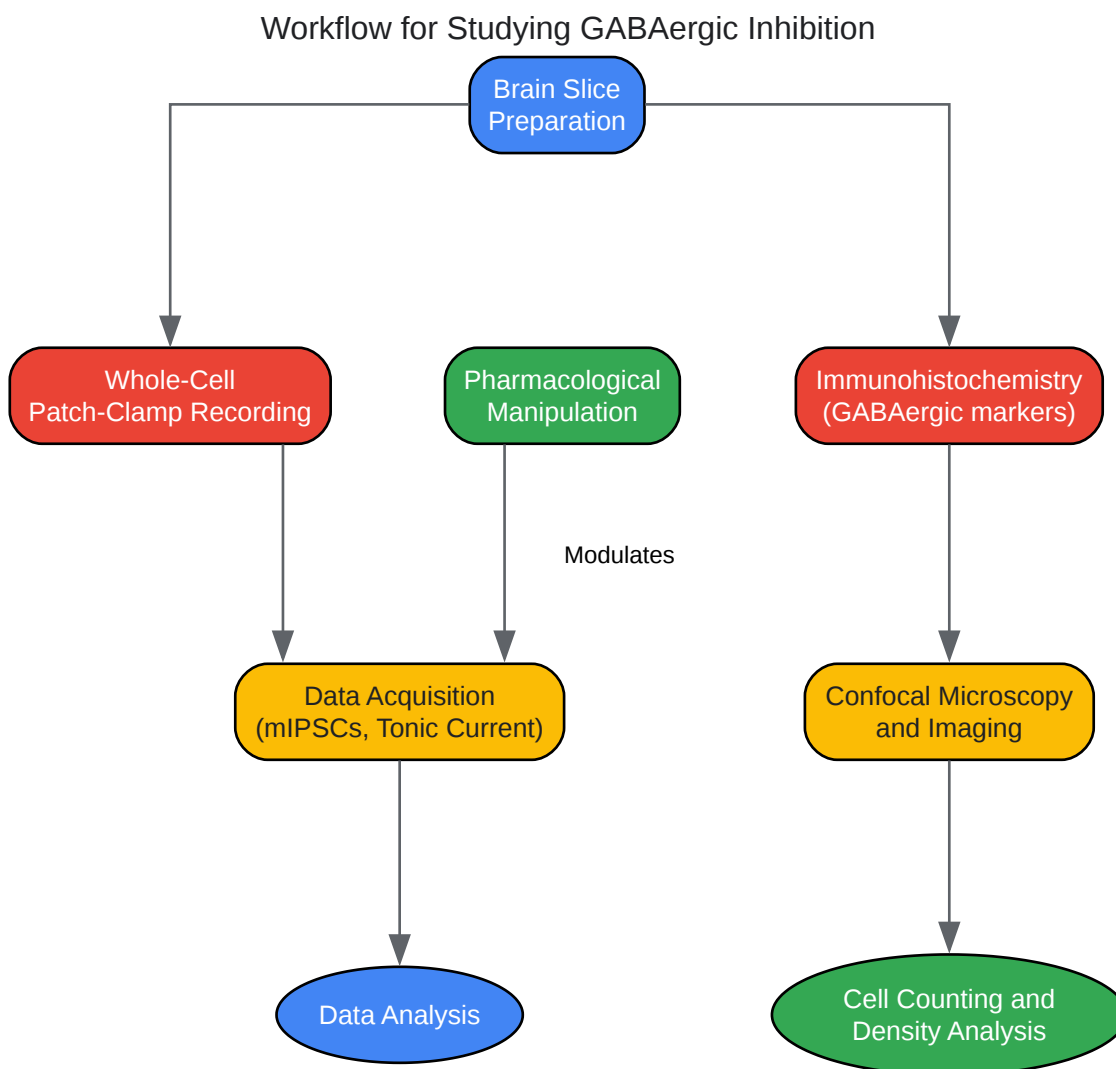 Workflow for Studying GABAergic Inhibition
Brain Slice
Preparation
Whole-Cell
Patch-Clamp Recording
Pharmacological
Manipulation
Immunohistochemistry
(GABAergic markers)
Modulates
Data Acquisition
(mIPSCs, Tonic Current)
Confocal Microscopy
and Imaging
Data Analysis
Cell Counting and
Density Analysis